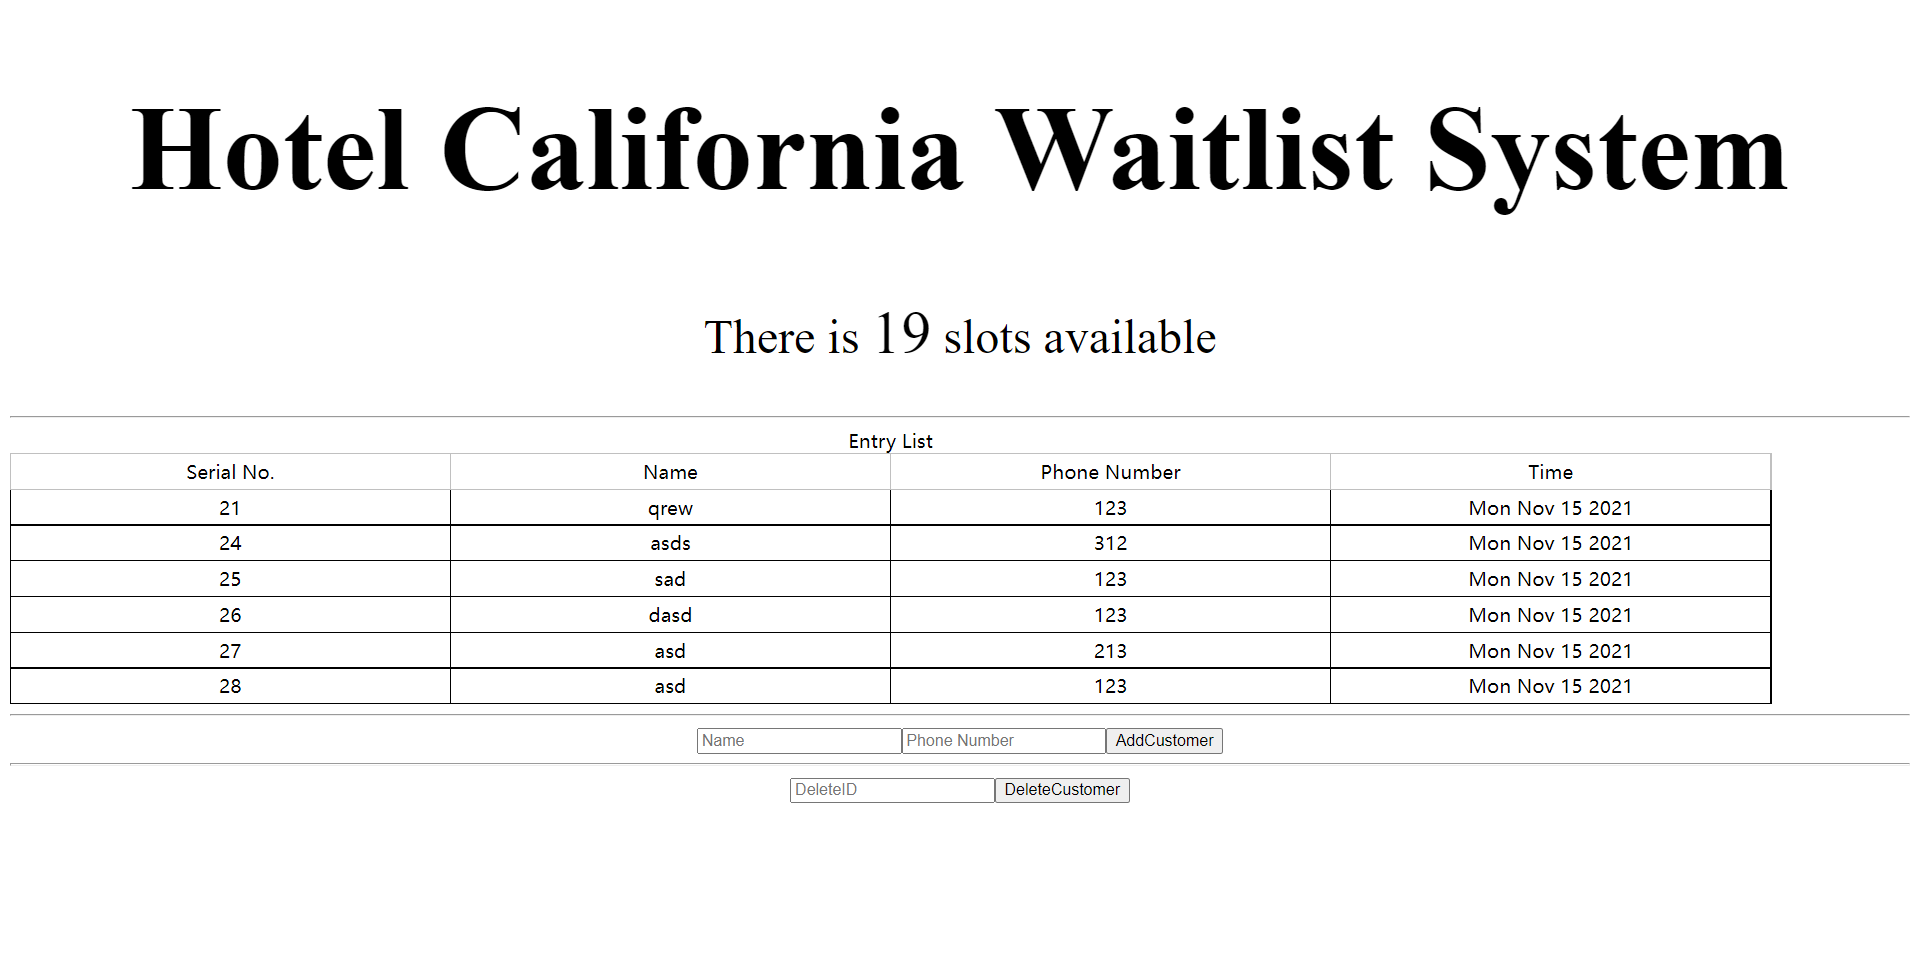 Hotel California Waitlist System
There is 19 slots available
Entry List
Serial No. Name Phone Number Time
21 qrew 123 Mon Nov 15 2021
24 asds 312 Mon Nov 15 2021
25 sad 123 Mon Nov 15 2021
26 dasd 123 Mon Nov 15 2021
27 asd 213 Mon Nov 15 2021
28 asd 123 Mon Nov 15 2021
Name Phone Number AddCustomer
DeleteID DeleteCustomer